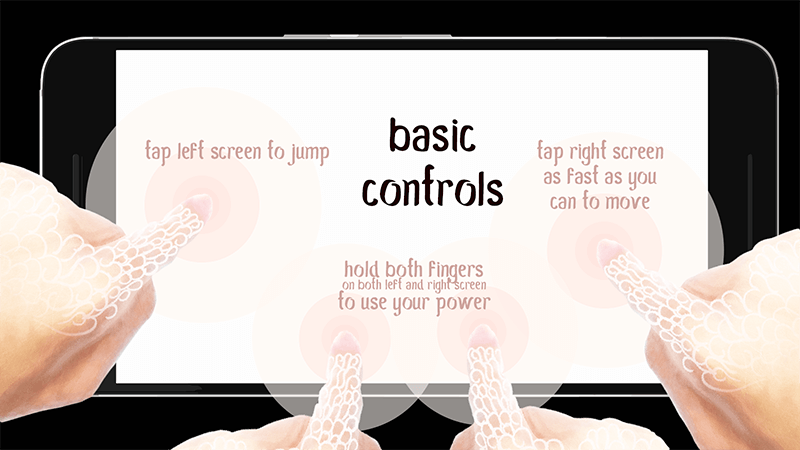 basic
controls
tap left screen to jump
tap right screen
as fast as you
can to move
hold both fingers
on both left and right screen
to use your power